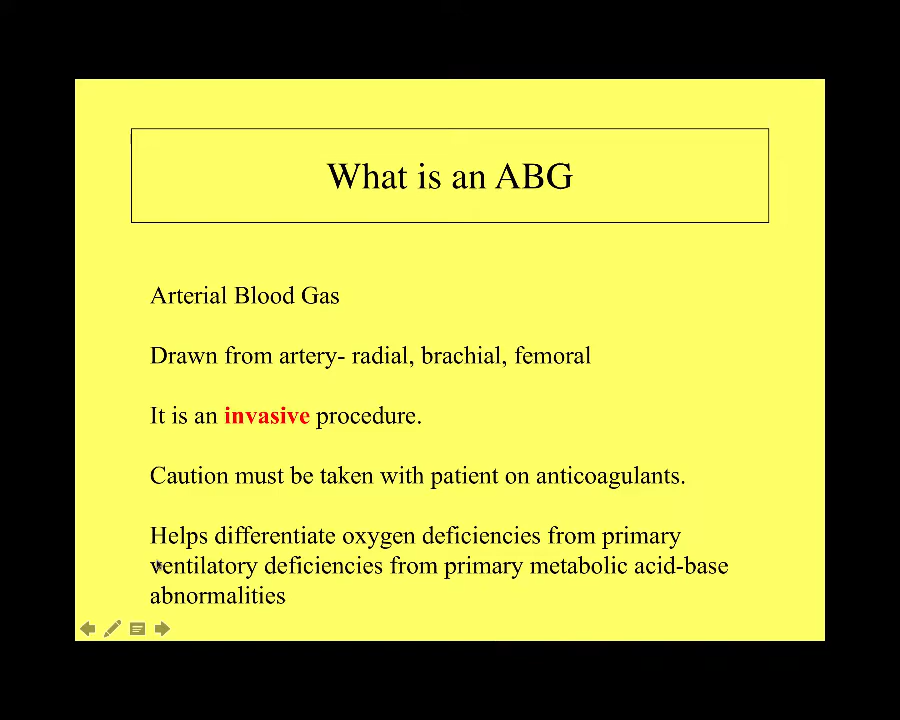 What is an ABG
Arterial Blood Gas
Drawn from artery- radial, brachial, femoral
It is an invasive procedure.
Caution must be taken with patient on anticoagulants.
Helps differentiate oxygen deficiencies from primary
ventilatory deficiencies from primary metabolic acid-base
abnormalities